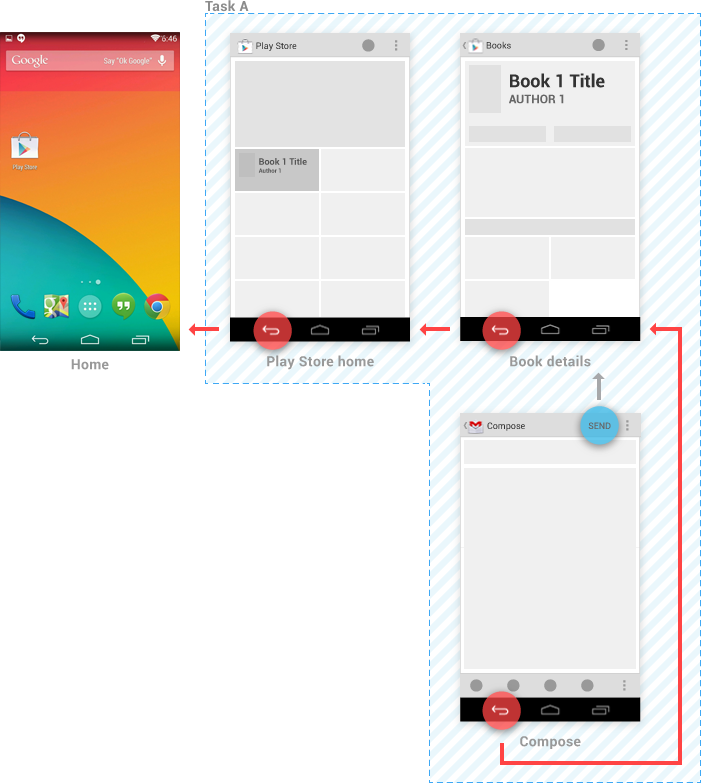 Task A
6:46
Google
Say "Ok Google"
Play Store
Home
Play Store
Book 1 Title
Author 1
Play Store home
Books
Book 1 Title
AUTHOR 1
Book details
Compose
SEND
Compose